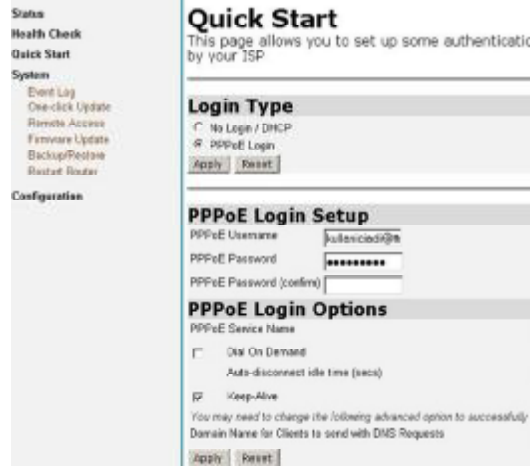 Status
Health Check
Quick Start
System
Event Log
One-click Update
Remote Access
Firmware Update
Backup/Restore
Restart Router
Configuration
Quick Start
This page allows you to set up some authenticatio
by your ISP
Login Type
No Login / DHCP
PPPoE Login
Apply Reset
PPPoE Login Setup
PPPoE Username kullaniciadi@tt
PPPoE Password
PPPoE Password (confirm)
PPPoE Login Options
PPPoE Service Name
Dial On Demand
Auto-disconnect idle time (secs)
Keep-Alive
You may need to change the following advanced option to successfully
Domain Name for Clients to send with DNS Requests
Apply Reset